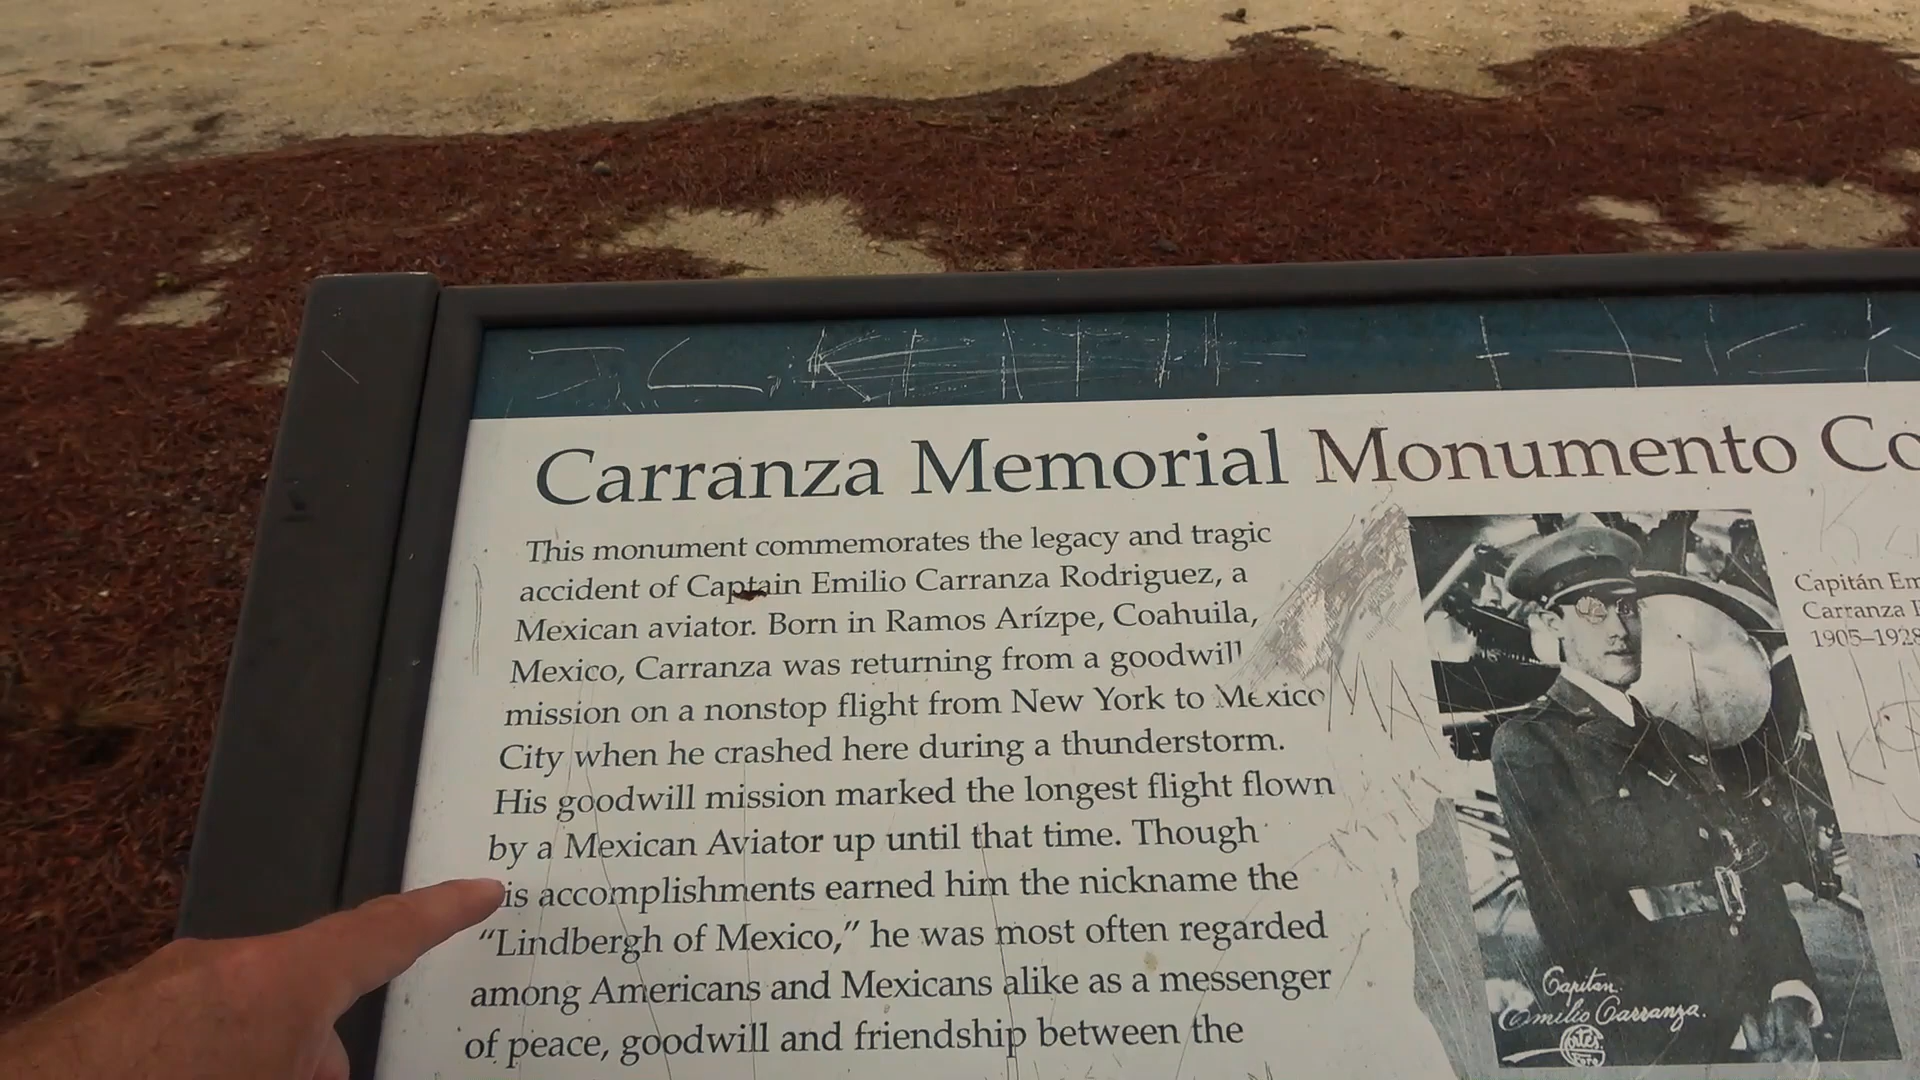 Carranza Memorial Monumento
This monument commemorates the legacy and tragic
accident of Captain Emilio Carranza Rodriguez, a
Mexican aviator. Born in Ramos Arízpe, Coahuila,
Mexico, Carranza was returning from a goodwill
mission on a nonstop flight from New York to Mexico
City when he crashed here during a thunderstorm.
His goodwill mission marked the longest flight flown
by a Mexican Aviator up until that time. Though
is accomplishments earned him the nickname the
“Lindbergh of Mexico,” he was most often regarded
among Americans and Mexicans alike as a messenger
of peace, goodwill and friendship between the
Capitán Em
Carranza
1905–1928
Capitan
Emilio Carranza.